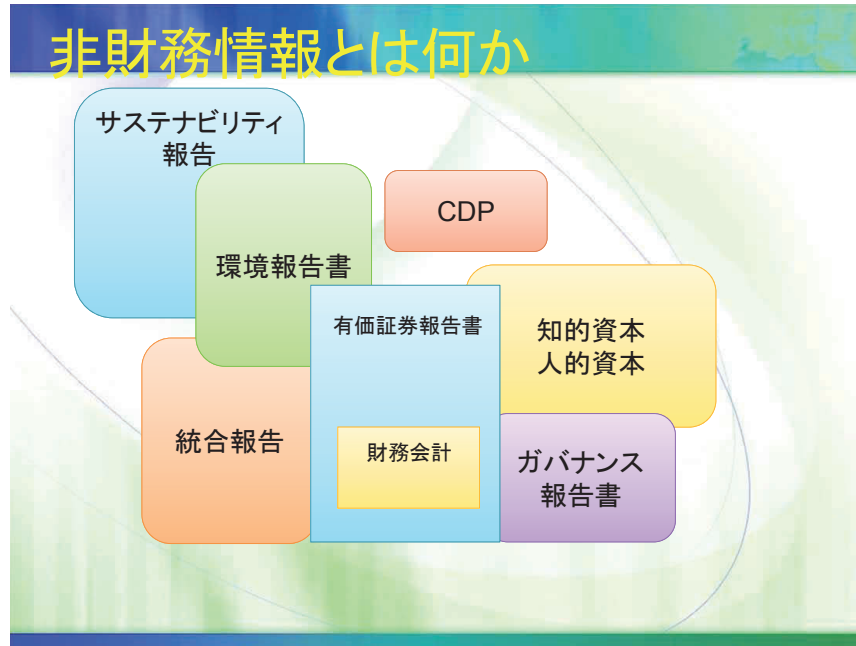 非財務情報とは何か
サステナビリティ
報告
CDP
環境報告書
有価証券報告書
知的資本
人的資本
統合報告
財務会計
ガバナンス
報告書